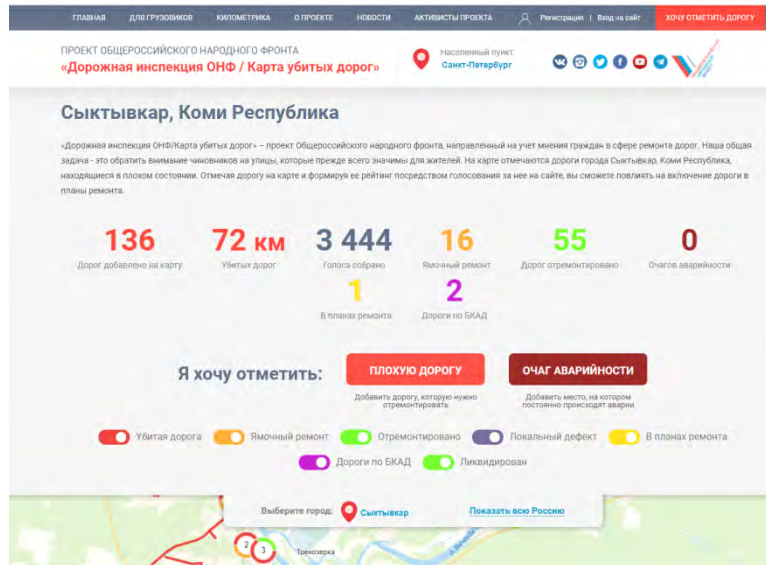 ГЛАВНАЯ ДЛЯ ГРУЗОВИКОВ КИЛОМЕТРИКА О ПРОЕКТЕ НОВОСТИ АКТИВИСТЫ ПРОЕКТА Регистрация | Вход на сайт ХОЧУ ОТМЕТИТЬ ДОРОГУ
ПРОЕКТ ОБЩЕРОССИЙСКОГО НАРОДНОГО ФРОНТА
«Дорожная инспекция ОНФ / Карта убитых дорог»
Населенный пункт:
Санкт-Петербург
Сыктывкар, Коми Республика
«Дорожная инспекция ОНФ/Карта убитых дорог» – проект Общероссийского народного фронта, направленный на учет мнения граждан в сфере ремонта дорог. Наша общая
задача - это обратить внимание чиновников на улицы, которые прежде всего значимы для жителей. На карте отмечаются дороги города Сыктывкар, Коми Республика,
находящиеся в плохом состоянии. Отмечая дорогу на карте и формируя ее рейтинг посредством голосования за нее на сайте, вы сможете повлиять на включение дороги в
планы ремонта.
136 72 км 3 444 16 55 0
Дорог добавлено на карту Убитых дорог Голоса собрано Ямочный ремонт Дорог отремонтировано Очагов аварийности
1 2
В планах ремонта Дороги по БКАД
Я хочу отметить: ПЛОХУЮ ДОРОГУ ОЧАГ АВАРИЙНОСТИ
Добавить дорогу, которую нужно отремонтировать
Добавить место, на котором постоянно происходят аварии
Убитая дорога Ямочный ремонт Отремонтировано Локальный дефект В планах ремонта
Дороги по БКАД Ликвидирован
Выберите город: Сыктывкар Показать всю Россию
2 3 Трехозерка